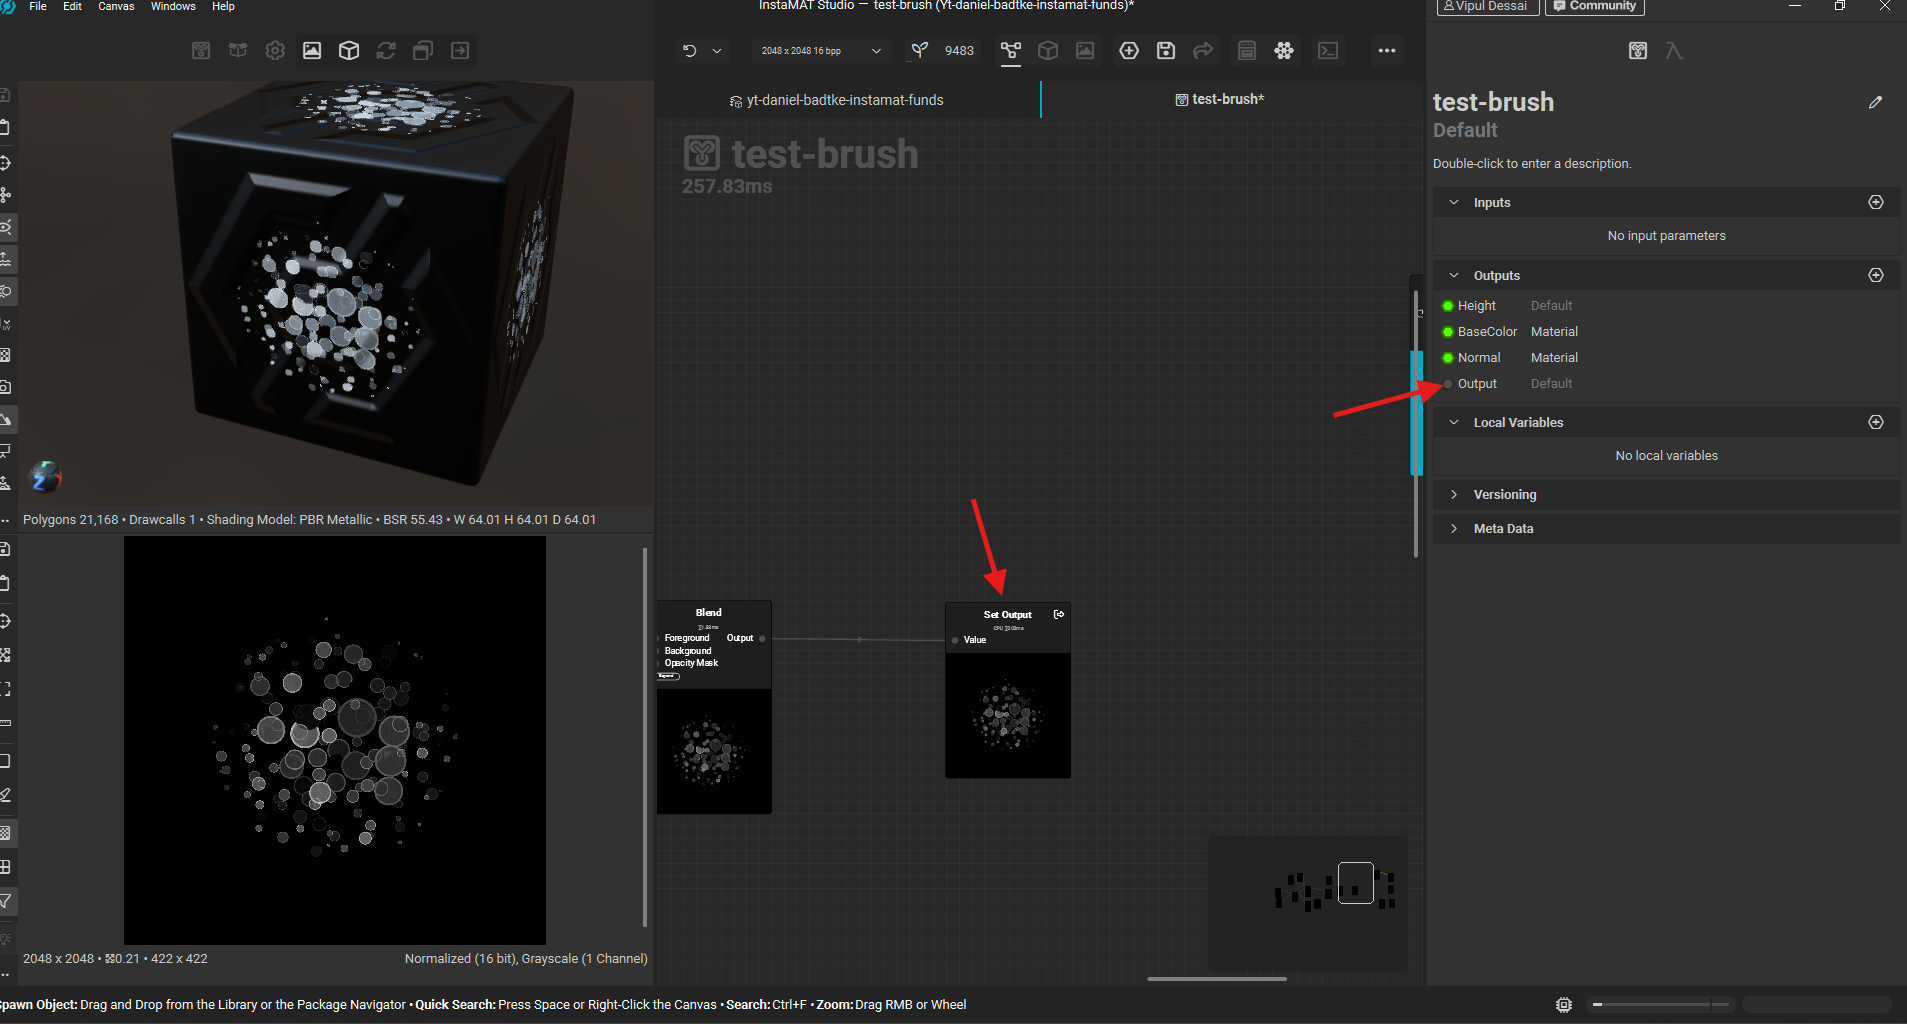 File Edit Canvas Windows Help
InstaMAT Studio — test-brush (Yt-daniel-badtke-instamat-funds)*
Vipul Dessai
Community
2048 x 2048 16 bpp
9483
yt-daniel-badtke-instamat-funds
test-brush*
test-brush
257.83ms
Polygons 21,168 • Drawcalls 1 • Shading Model: PBR Metallic • BSR 55.43 • W 64.01 H 64.01 D 64.01
Z
Blend
Foreground Output
Background
Opacity Mask
Set Output
Value
2048 x 2048 • 0.21 • 422 x 422
Normalized (16 bit), Grayscale (1 Channel)
test-brush
Default
Double-click to enter a description.
Inputs
No input parameters
Outputs
Height Default
BaseColor Material
Normal Material
Output Default
Local Variables
No local variables
Versioning
Meta Data
pawn Object: Drag and Drop from the Library or the Package Navigator • Quick Search: Press Space or Right-Click the Canvas • Search: Ctrl+F • Zoom: Drag RMB or Wheel